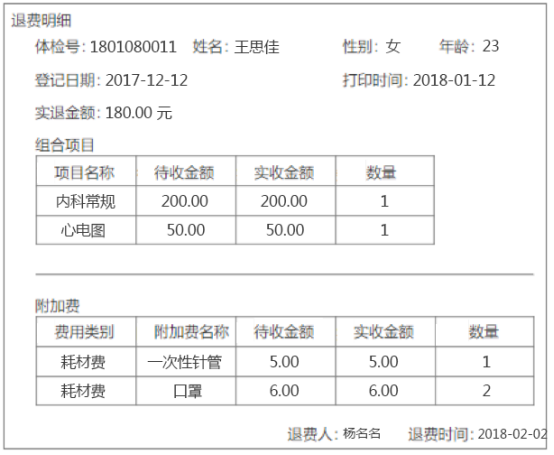 退费明细
体检号: 1801080011 姓名: 王思佳 性别: 女 年龄: 23
登记日期: 2017-12-12 打印时间: 2018-01-12
实退金额: 180.00 元
组合项目
项目名称 待收金额 实收金额 数量
内科常规 200.00 200.00 1
心电图 50.00 50.00 1
附加费
费用类别 附加费名称 待收金额 实收金额 数量
耗材费 一次性针管 5.00 5.00 1
耗材费 口罩 6.00 6.00 2
退费人: 杨名名 退费时间: 2018-02-02